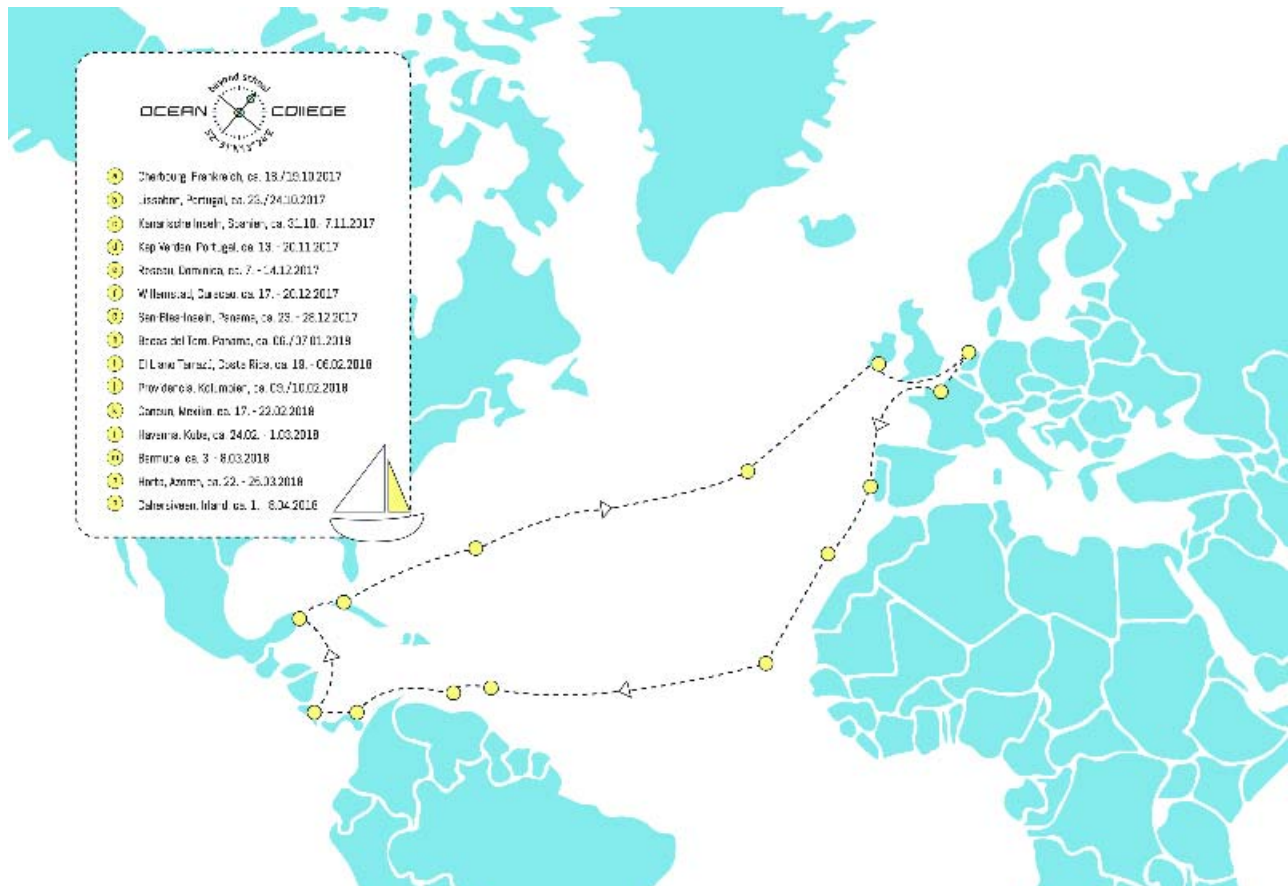 beyond school
OCEAN COllEGE
a Cherbourg, Frankreich, ca. 18./19.10.2017
b Lissabon, Portugal, ca. 23./24.10.2017
c Kanarische Inseln, Spanien, ca. 31.10. - 7.11.2017
d Kap Verden, Portugal, ca. 13. - 20.11.2017
e Roseau, Dominica, ca. 7. - 14.12.2017
f Willemstad, Curacau, ca. 17. - 20.12.2017
g San-Blas-Inseln, Panama, ca. 23. - 28.12.2017
h Bocas del Toro, Panama, ca. 06./07.01.2018
i El Llano Tarrazú, Costa Rica, ca. 19. - 06.02.2018
j Providencia, Kolumbien, ca. 09./10.02.2018
k Cancun, Mexiko, ca. 17. - 22.02.2018
l Havanna, Kuba, ca. 24.02. - 1.03.2018
m Bermuda, ca. 3. - 8.03.2018
Horta, Azoren, ca. 22. - 25.03.2018
Cahersiveen, Irland, ca. 1. - 8.04.2018